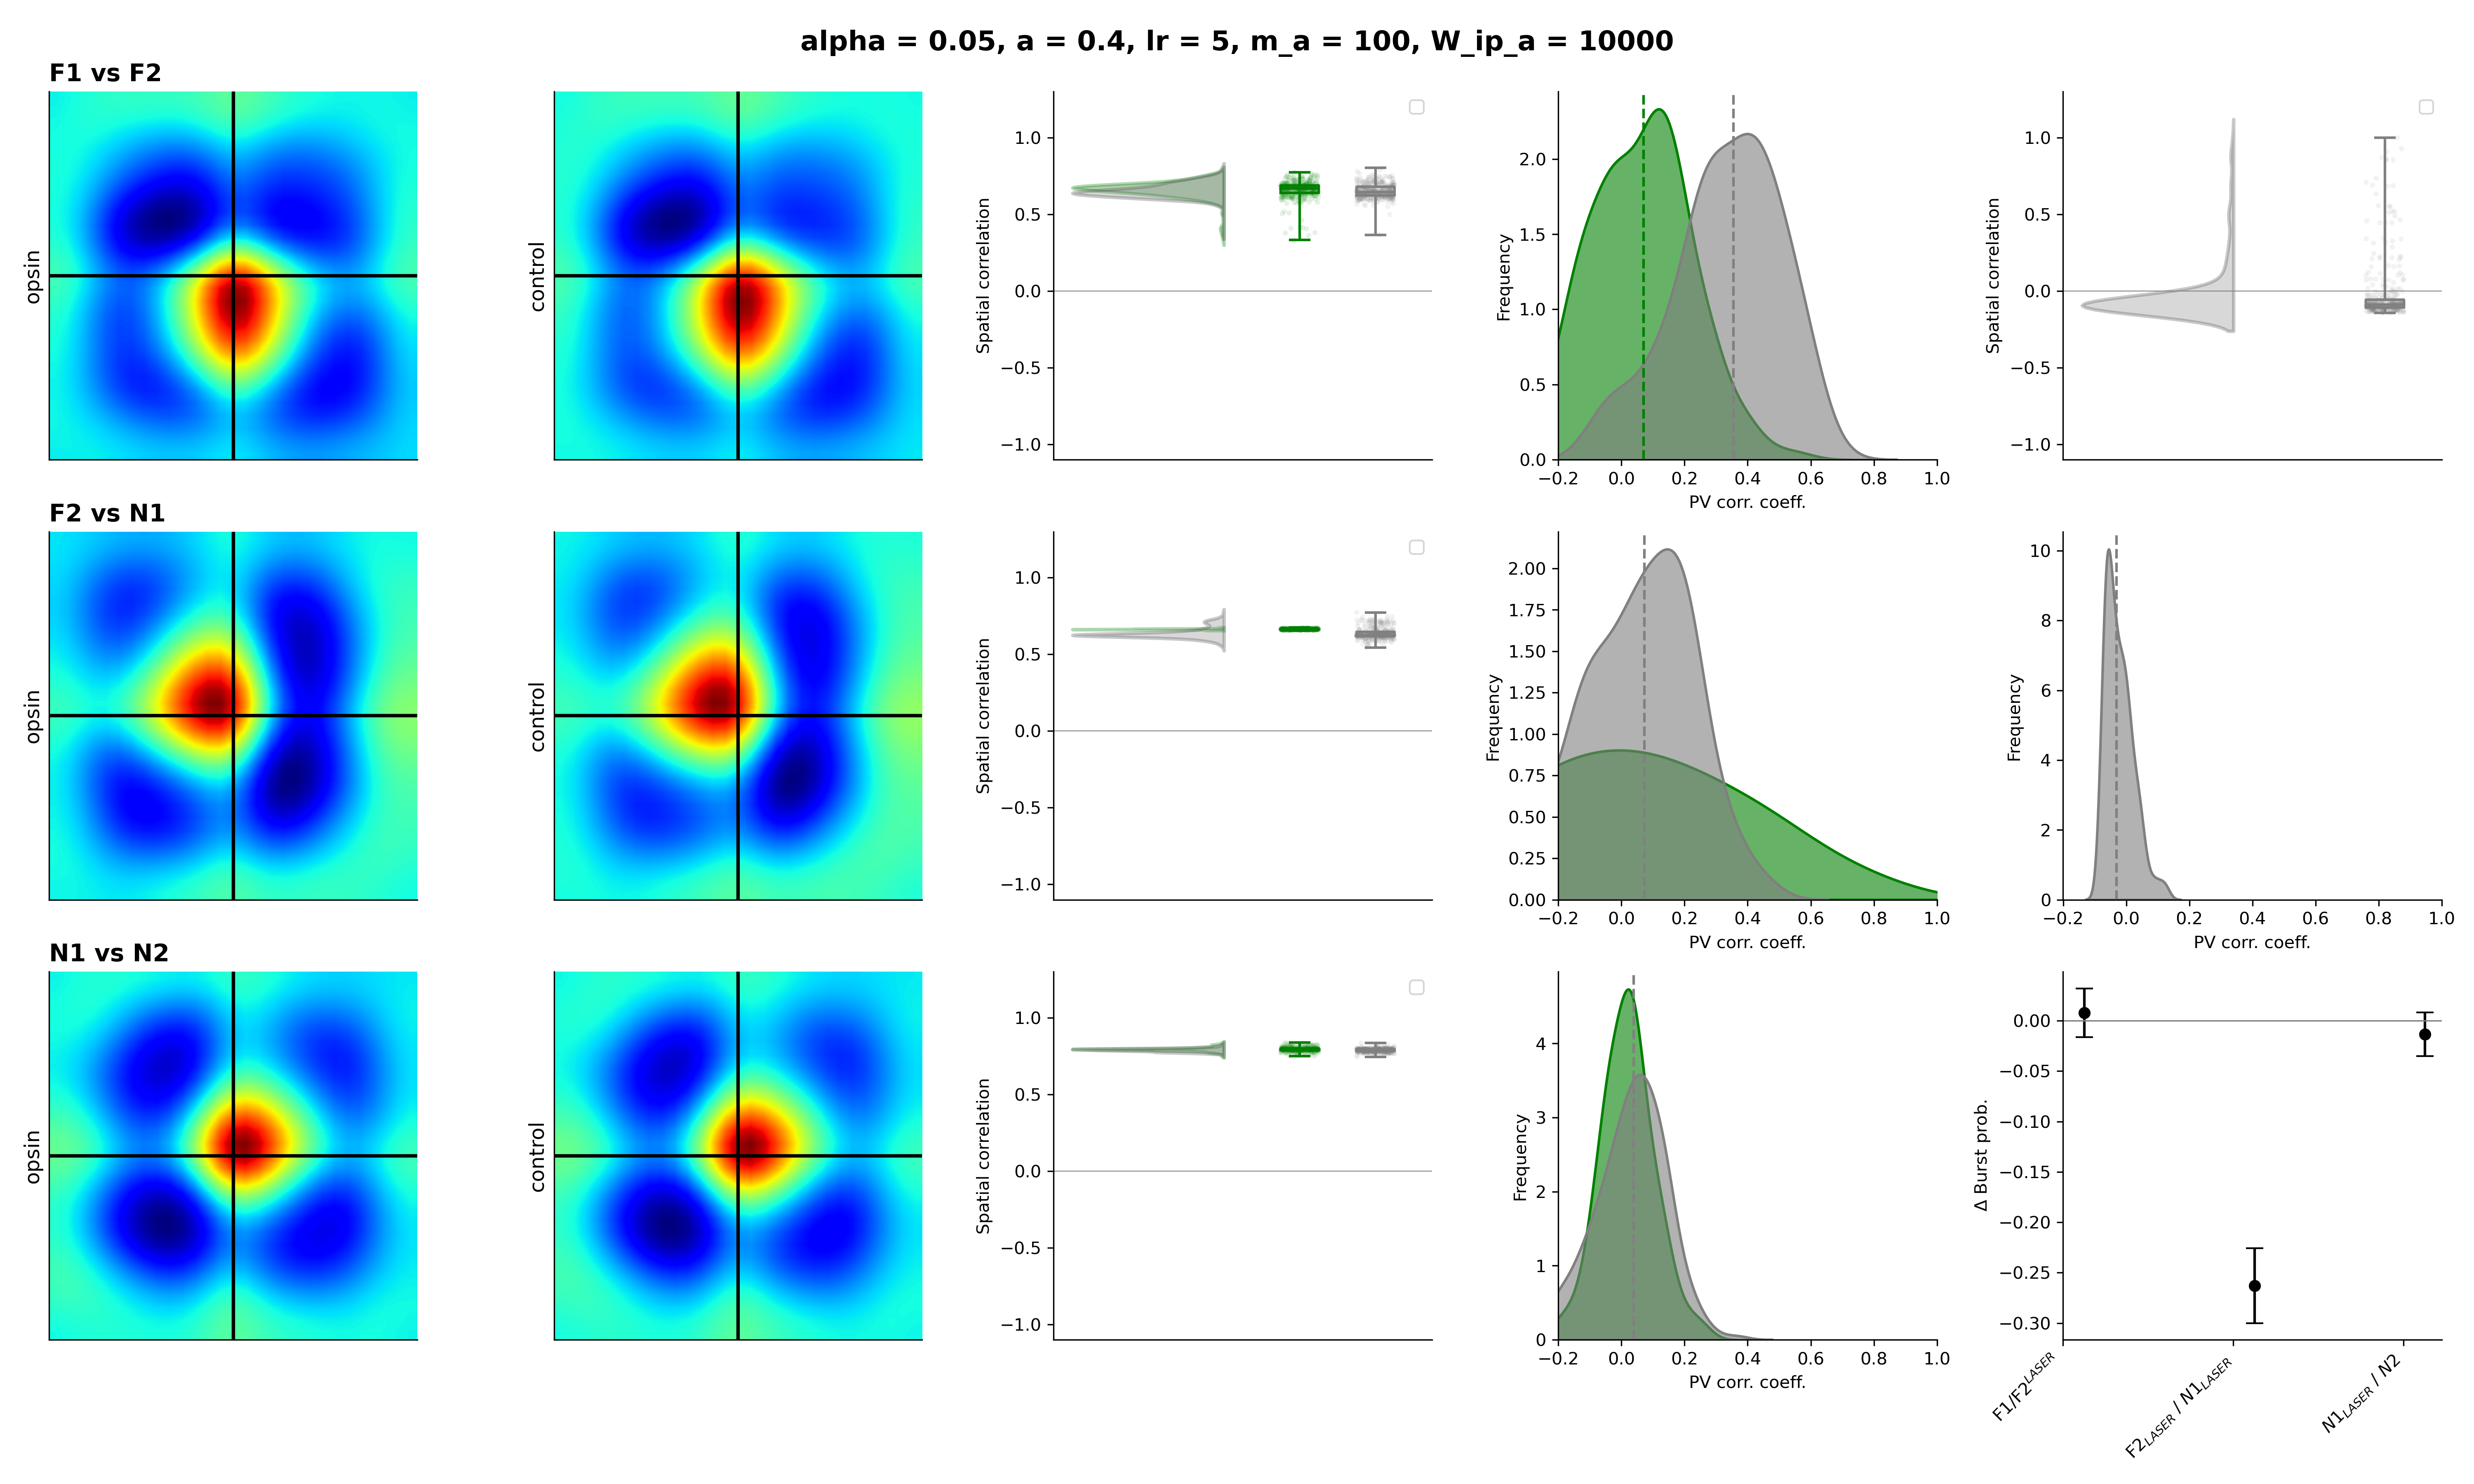 alpha = 0.05, a = 0.4, lr = 5, m_a = 100, W_ip_a = 10000
F1 vs F2
opsin
control
Spatial correlation
1.0
0.5
0.0
−0.5
−1.0
Frequency
2.0
1.5
1.0
0.5
0.0
−0.2 0.0 0.2 0.4 0.6 0.8 1.0
PV corr. coeff.
Spatial correlation
1.0
0.5
0.0
−0.5
−1.0
F2 vs N1
opsin
control
Spatial correlation
1.0
0.5
0.0
−0.5
−1.0
Frequency
2.00
1.75
1.50
1.25
1.00
0.75
0.50
0.25
0.00
−0.2 0.0 0.2 0.4 0.6 0.8 1.0
PV corr. coeff.
Frequency
10
8
6
4
2
0
−0.2 0.0 0.2 0.4 0.6 0.8 1.0
PV corr. coeff.
N1 vs N2
opsin
control
Spatial correlation
1.0
0.5
0.0
−0.5
−1.0
Frequency
4
3
2
1
0
−0.2 0.0 0.2 0.4 0.6 0.8 1.0
PV corr. coeff.
Δ Burst prob.
0.00
−0.05
−0.10
−0.15
−0.20
−0.25
−0.30
F1/F2^LASER
F2_LASER / N1_LASER
N1_LASER / N2